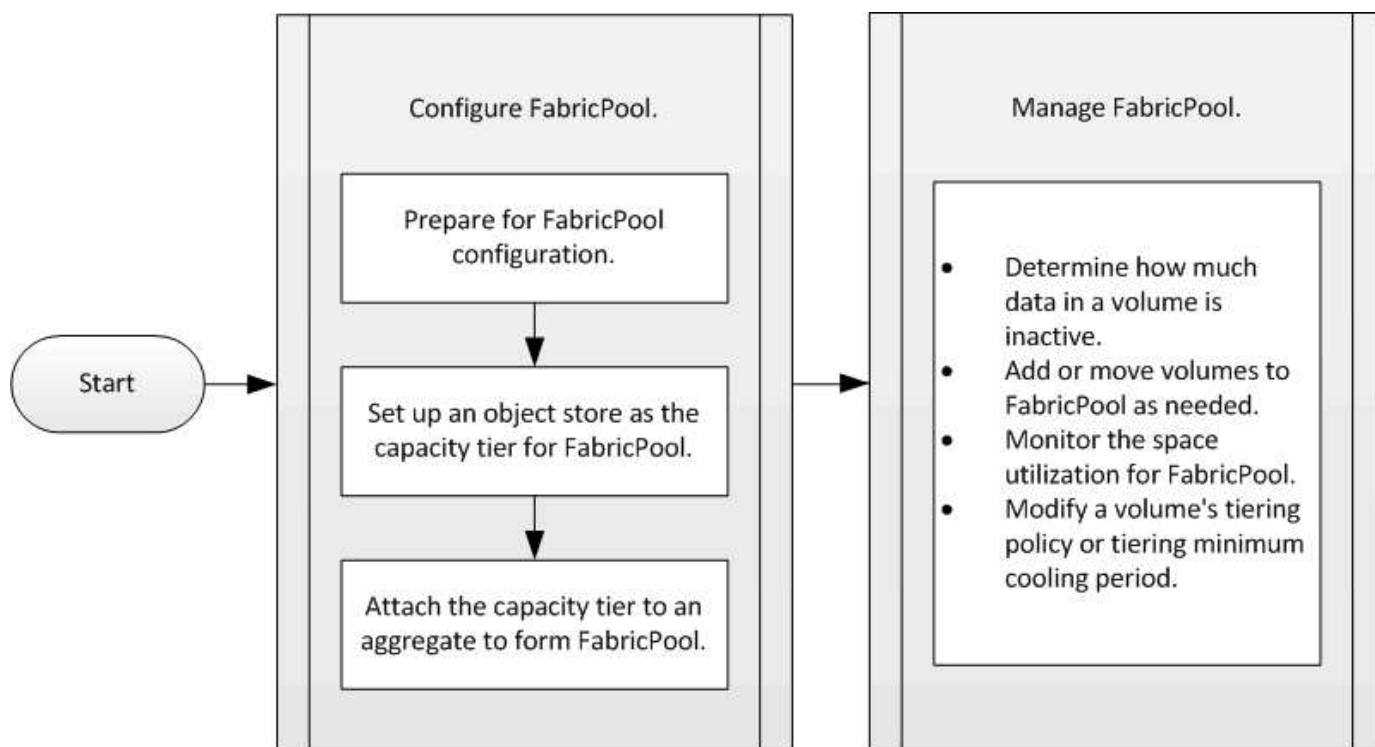 Start
Configure FabricPool.
Prepare for FabricPool
configuration.
Set up an object store as the
capacity tier for FabricPool.
Attach the capacity tier to an
aggregate to form FabricPool.
Manage FabricPool.
• Determine how much
data in a volume is
inactive.
• Add or move volumes to
FabricPool as needed.
• Monitor the space
utilization for FabricPool.
• Modify a volume's tiering
policy or tiering minimum
cooling period.